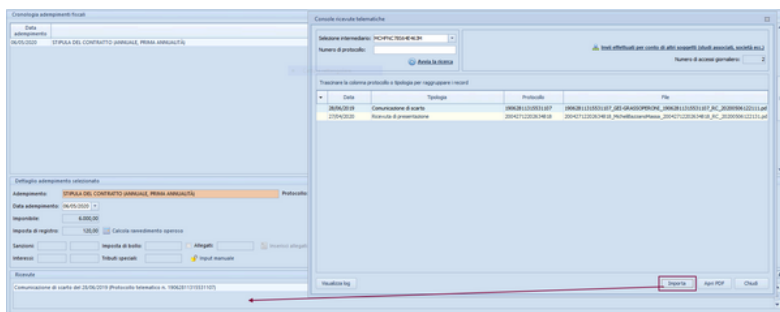 Cronologia adempimenti fiscali
Data adempimento
06/05/2020 STIPULA DEL CONTRATTO (ANNUALE, PRIMA ANNUALITÀ)
Dettaglio adempimento selezionato
Adempimento: STIPULA DEL CONTRATTO (ANNUALE, PRIMA ANNUALITÀ) Protocollo:
Data adempimento: 06/05/2020
Imponibile: 6.000,00
Imposta di registro: 120,00 Calcola ravvedimento operoso
Sanzioni: Imposta di bollo: Allegati: Inserisci allegati
Interessi: Tributi speciali: Input manuale
Ricevute
Comunicazione di scarto del 28/06/2019 (Protocollo telematico n. 19062811315531107)
Console ricevute telematiche
Selezione intermediario:
Numero di protocollo:
Avvia la ricerca
Invii effettuati per conto di altri soggetti (studi associati, società ecc.)
Numero di accessi giornaliero: 2
Trascinare la colonna protocollo o tipologia per raggruppare i record
Data Tipologia Protocollo File
28/06/2019 Comunicazione di scarto 19062811315531107
27/04/2020 Ricevuta di presentazione 20042712202634818
Visualizza log Importa Apri PDF Chiudi